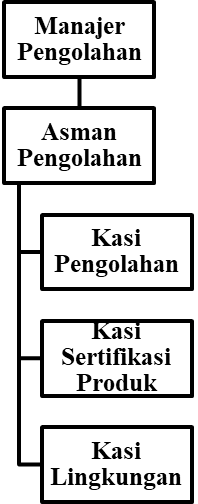 Manajer
Pengolahan
Asman
Pengolahan
Kasi
Pengolahan
Kasi
Sertifikasi
Produk
Kasi
Lingkungan